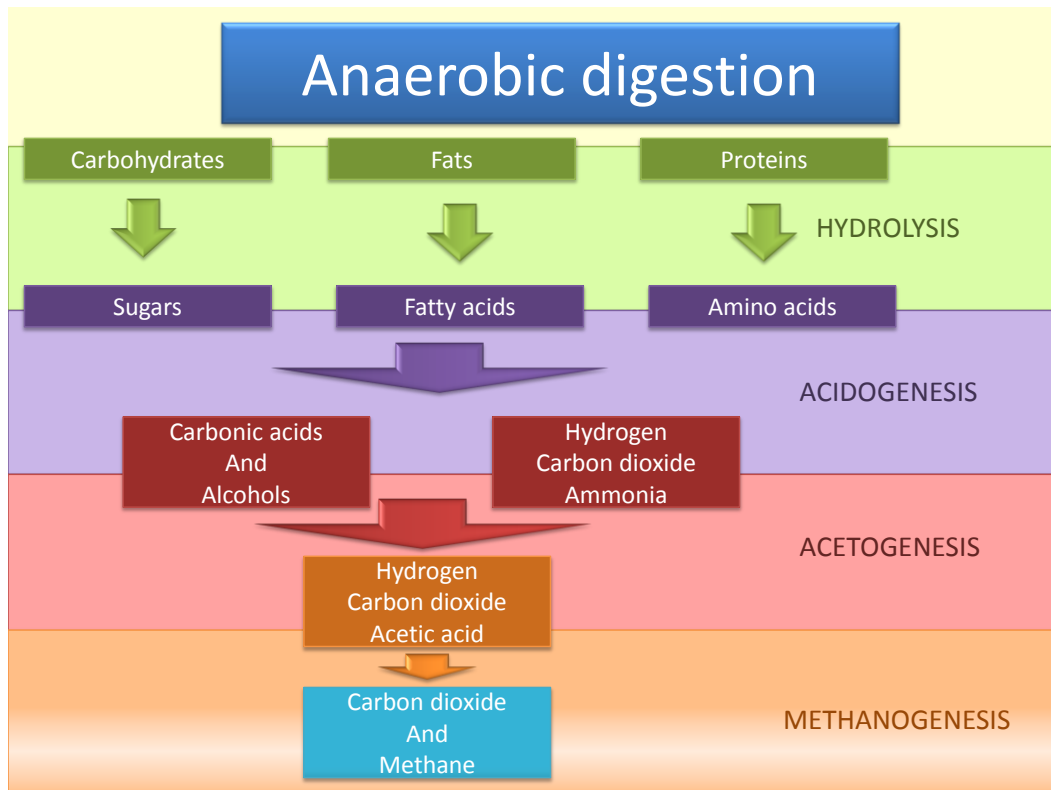 Anaerobic digestion
Carbohydrates
Fats
Proteins
HYDROLYSIS
Sugars
Fatty acids
Amino acids
ACIDOGENESIS
Carbonic acids
And
Alcohols
Hydrogen
Carbon dioxide
Ammonia
ACETOGENESIS
Hydrogen
Carbon dioxide
Acetic acid
Carbon dioxide
And
Methane
METHANOGENESIS